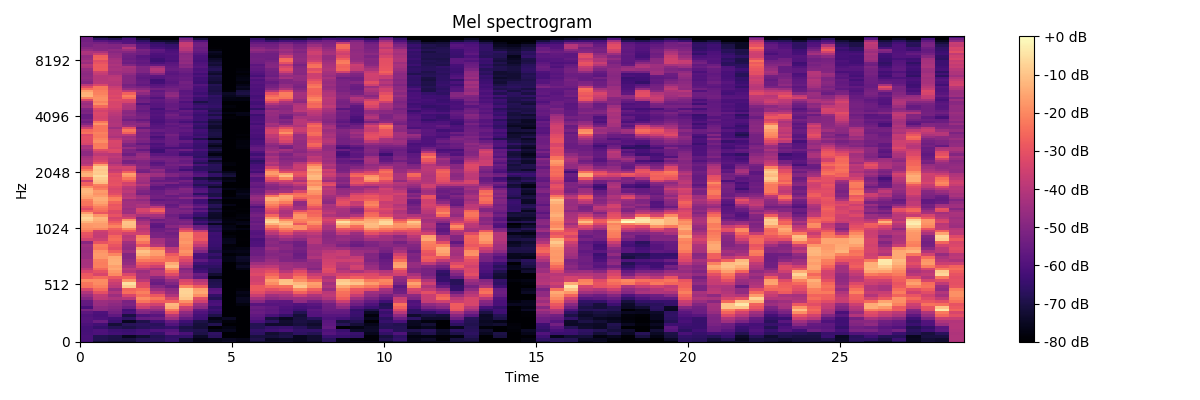 Mel spectrogram
8192
4096
2048
1024
512
0
Hz
0 5 10 15 20 25
Time
+0 dB
-10 dB
-20 dB
-30 dB
-40 dB
-50 dB
-60 dB
-70 dB
-80 dB